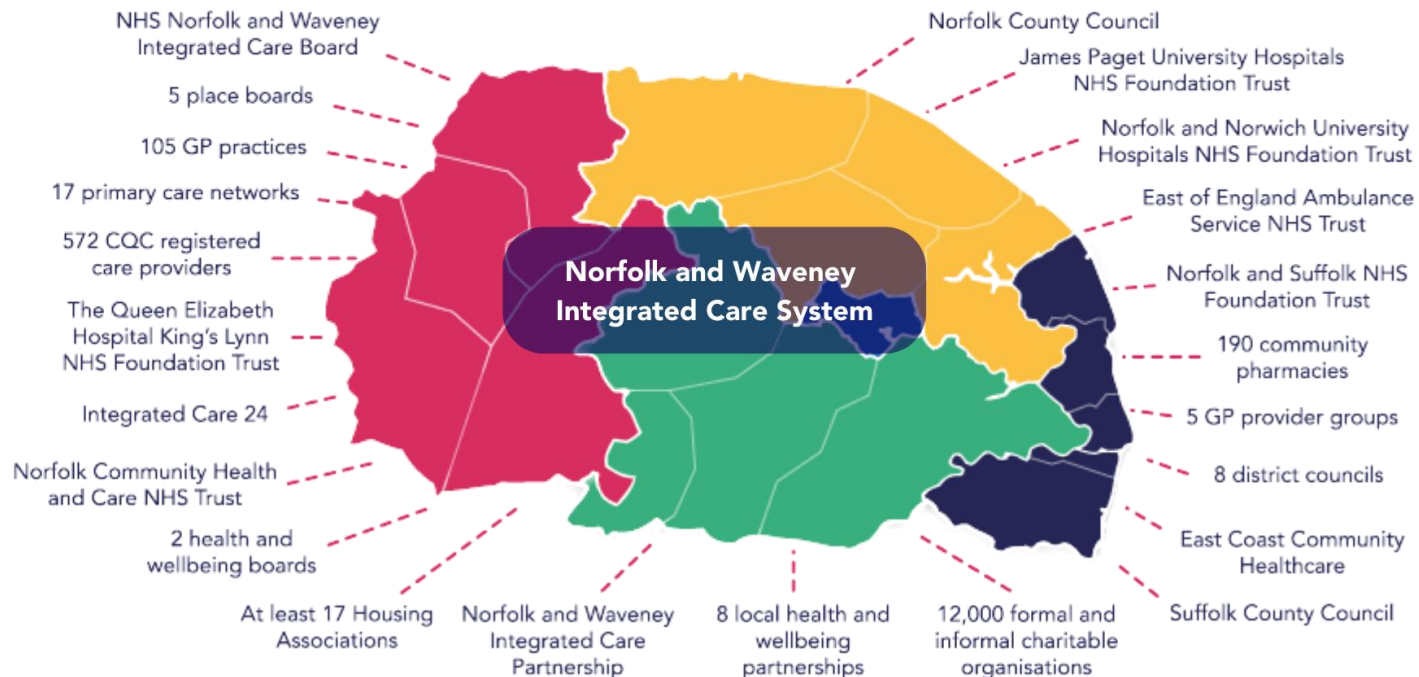 NHS Norfolk and Waveney
Integrated Care Board
5 place boards
105 GP practices
17 primary care networks
572 CQC registered
care providers
The Queen Elizabeth
Hospital King's Lynn
NHS Foundation Trust
Integrated Care 24
Norfolk Community Health
and Care NHS Trust
2 health and
wellbeing boards
At least 17 Housing
Associations
Norfolk and Waveney
Integrated Care
Partnership
8 local health and
wellbeing
partnerships
12,000 formal and
informal charitable
organisations
Norfolk and Waveney
Integrated Care System
Norfolk County Council
James Paget University Hospitals
NHS Foundation Trust
Norfolk and Norwich University
Hospitals NHS Foundation Trust
East of England Ambulance
Service NHS Trust
Norfolk and Suffolk NHS
Foundation Trust
190 community
pharmacies
5 GP provider groups
8 district councils
East Coast Community
Healthcare
Suffolk County Council